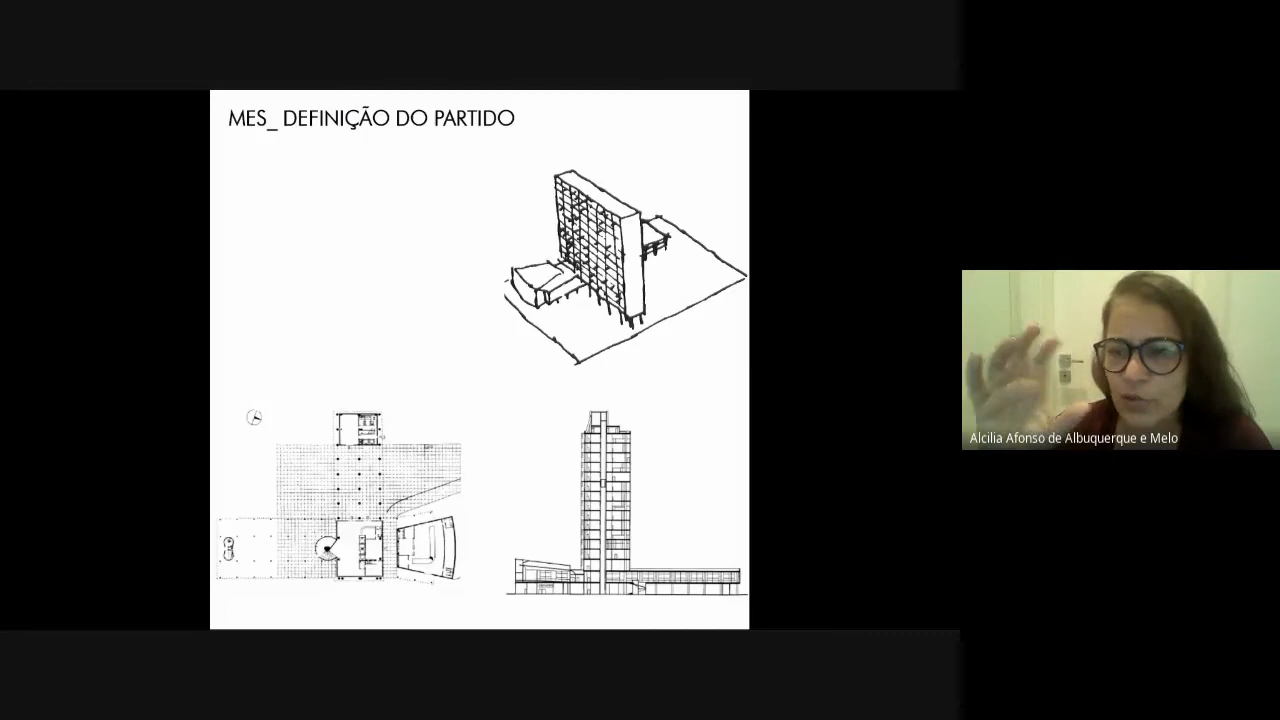 MES_ DEFINIÇÃO DO PARTIDO
Alcilia Afonso de Albuquerque e Melo